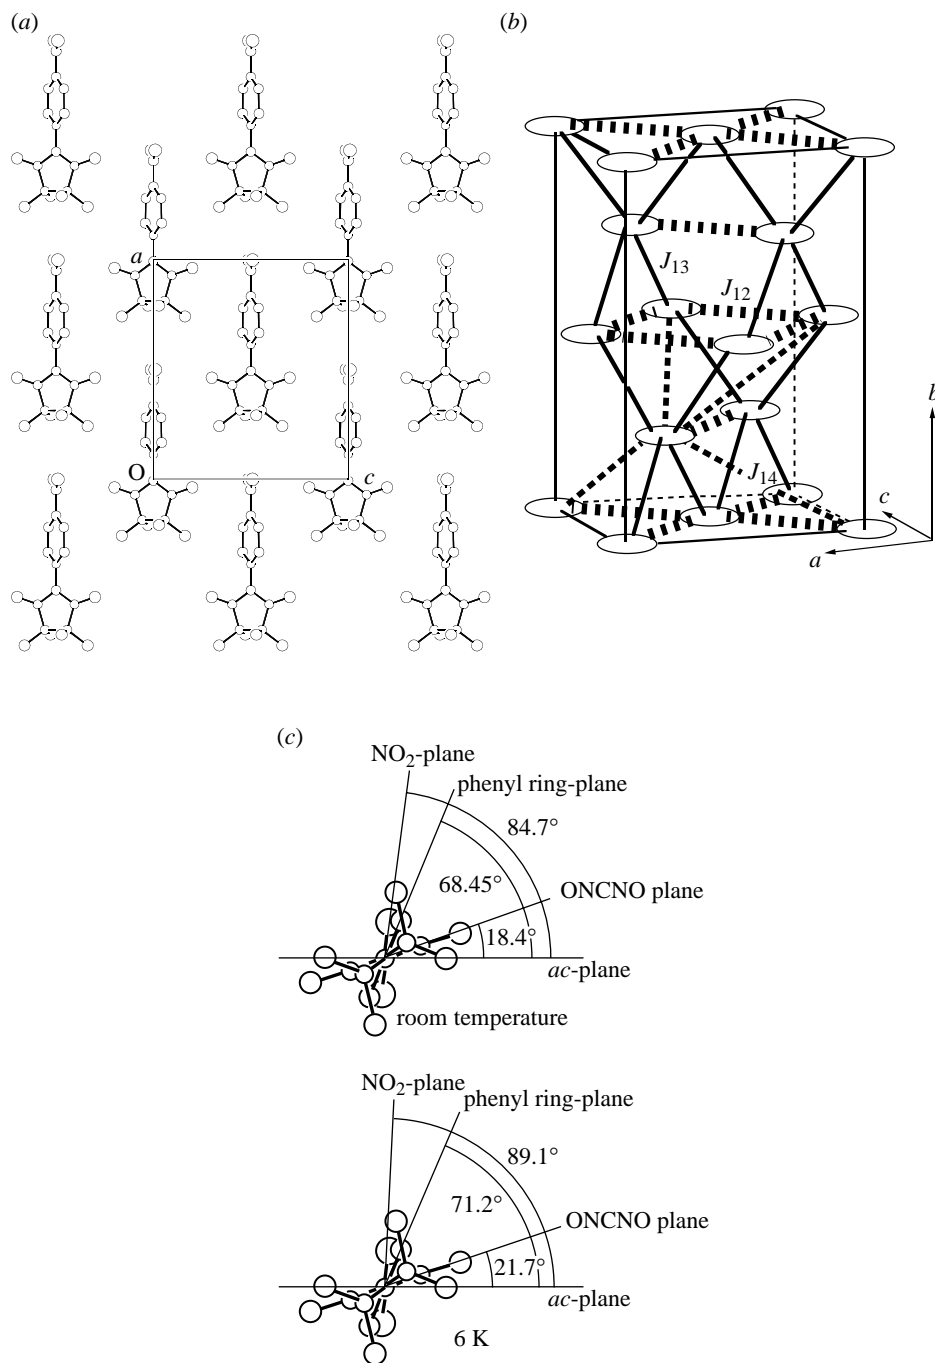 (a)
(b)
a
O
c
J13
J12
J14
b
c
a
(c)
NO2-plane
phenyl ring-plane
84.7°
68.45°
ONCNO plane
18.4°
ac-plane
room temperature
NO2-plane
phenyl ring-plane
89.1°
71.2°
ONCNO plane
21.7°
ac-plane
6 K